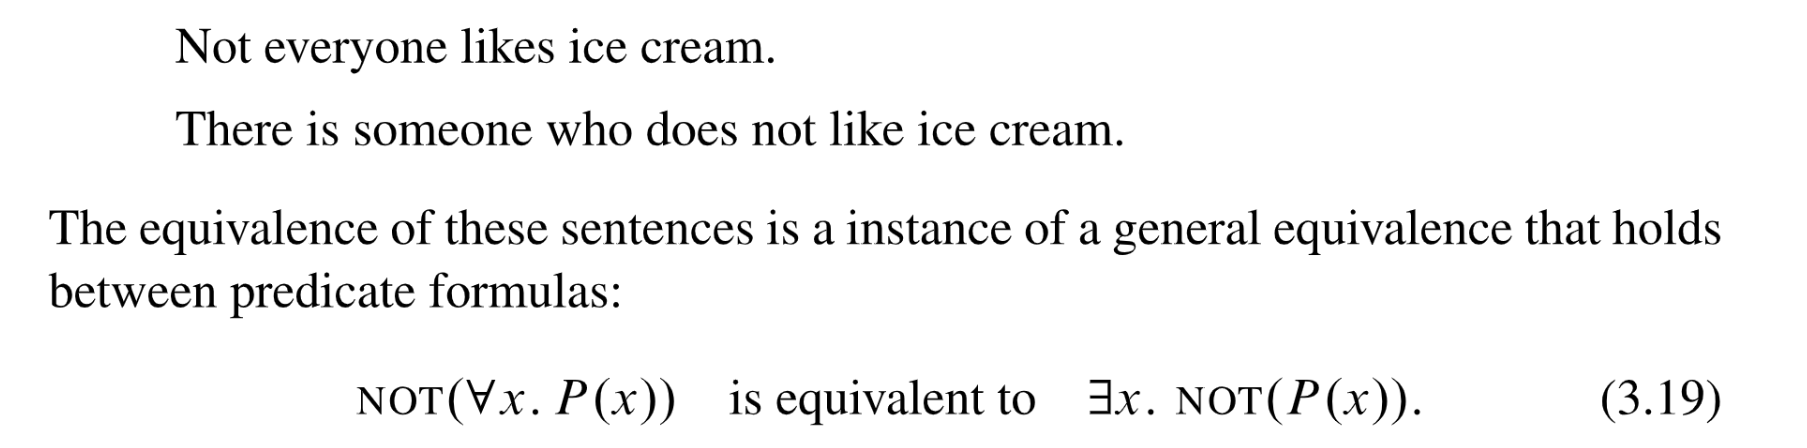 Not everyone likes ice cream.
There is someone who does not like ice cream.
The equivalence of these sentences is a instance of a general equivalence that holds
between predicate formulas:
NOT(∀x. P(x)) is equivalent to ∃x. NOT(P(x)). (3.19)